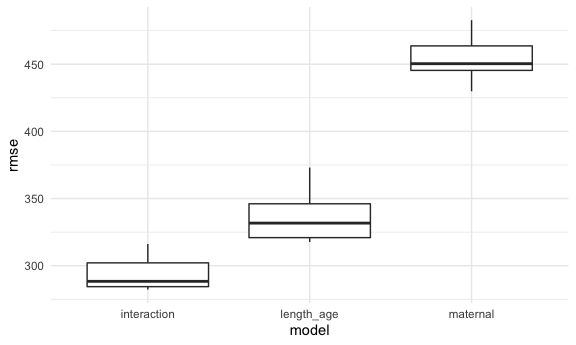 rmse
450
400
350
300
interaction length_age maternal
model